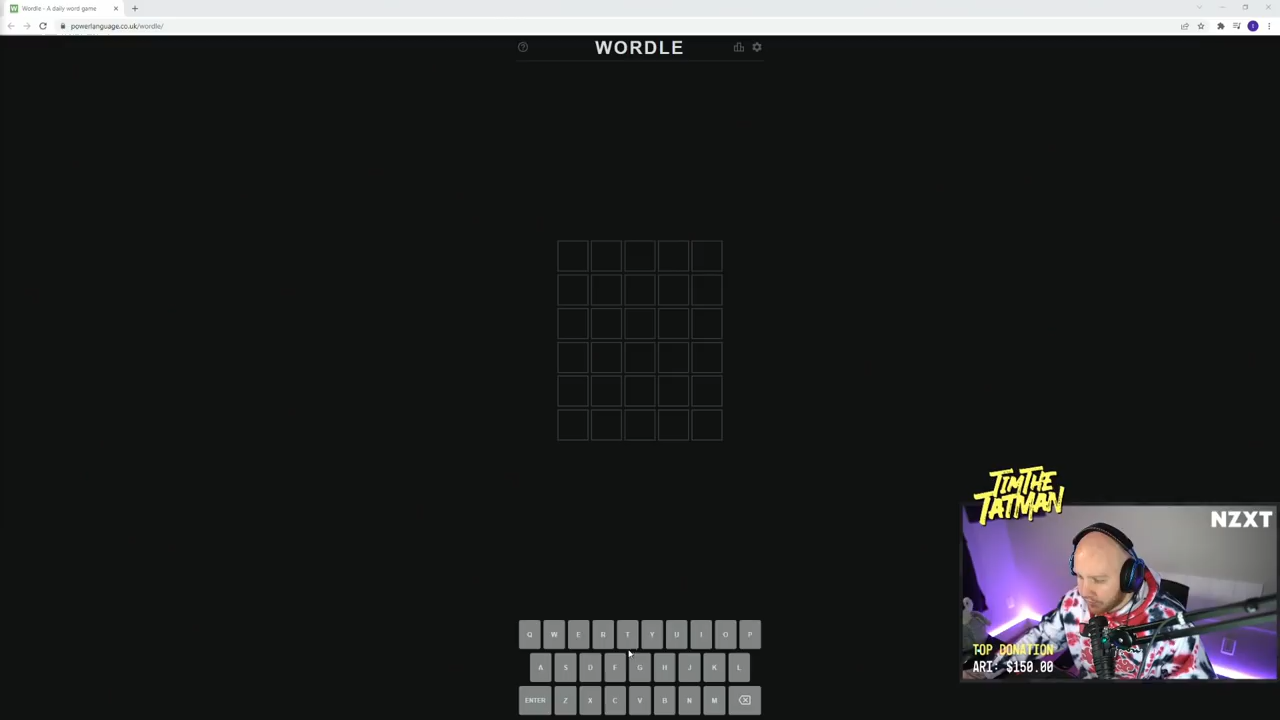 Wordle - A daily word game
powerlanguage.co.uk/wordle/
WORDLE
Q W E R T Y U I O P
A S D F G H J K L
ENTER Z X C V B N M
TIMTHE
TATMAN
NZXT
TOP DONATION
ARI: $150.00